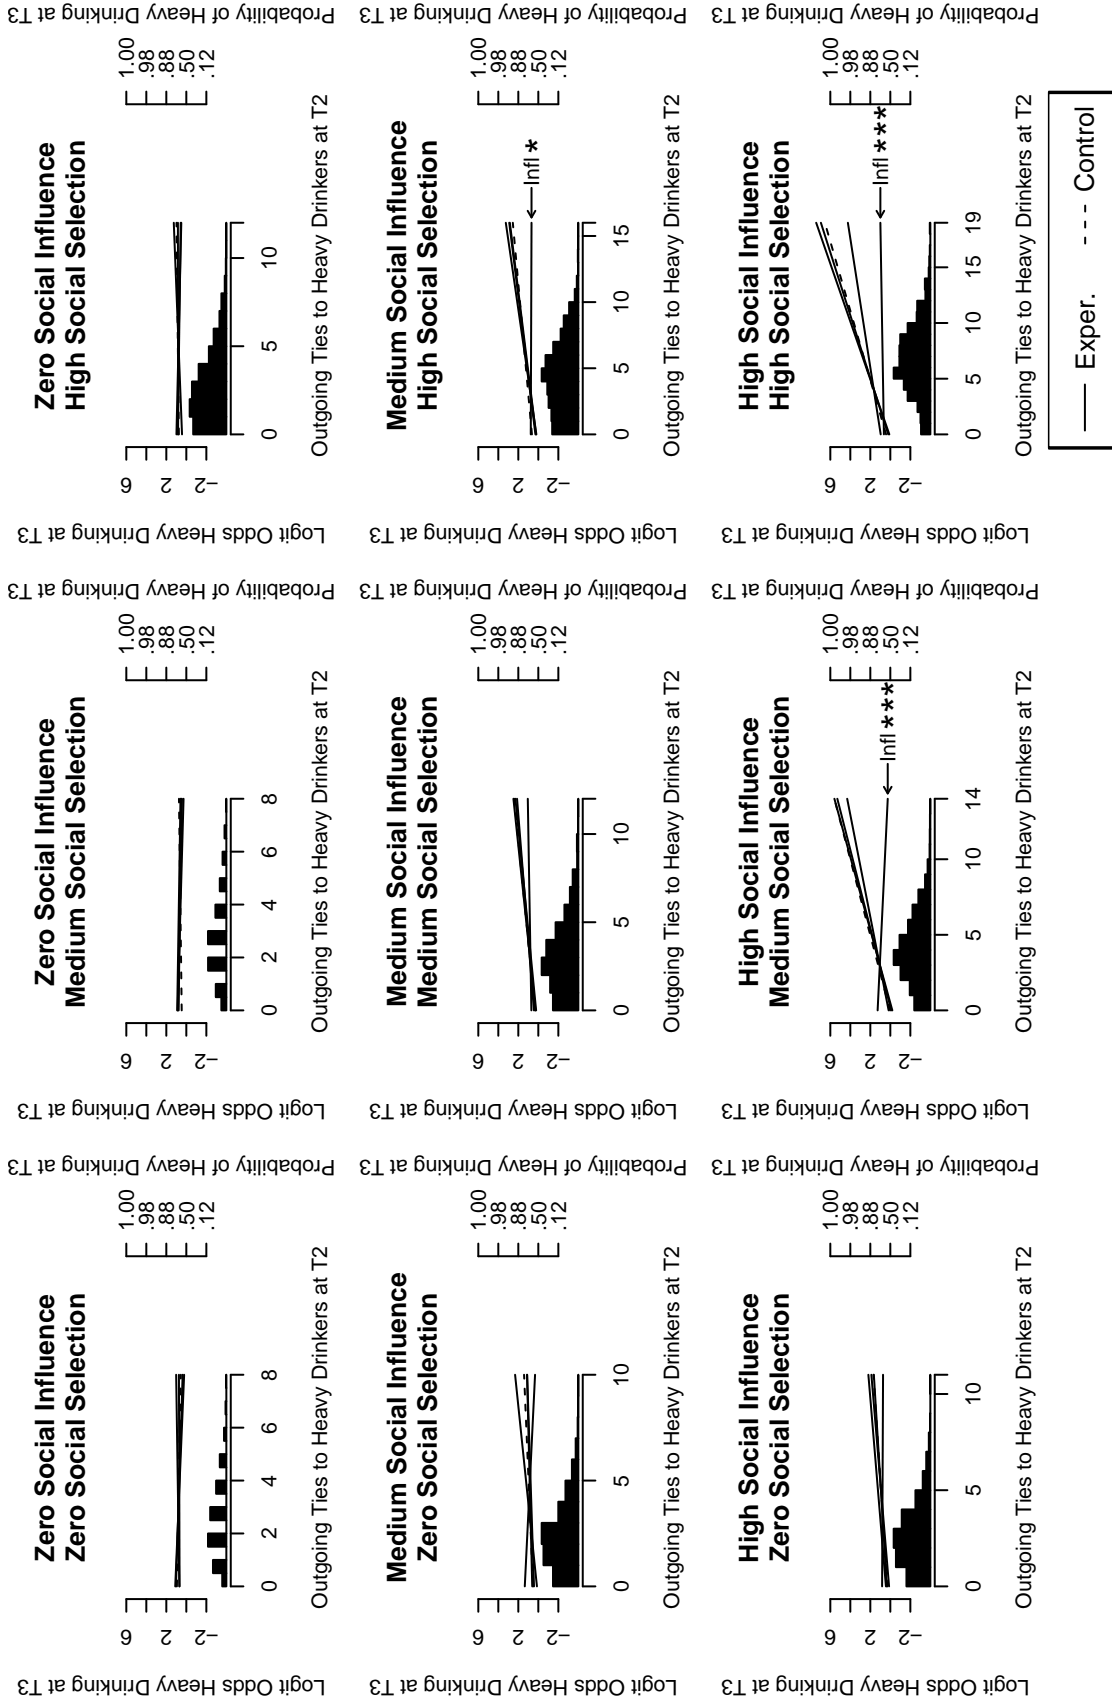 Zero Social Influence
Zero Social Selection
Logit Odds Heavy Drinking at T3
6
2
−2
1.00
.98
.88
.50
.12
Probability of Heavy Drinking at T3
0 2 4 6 8
Outgoing Ties to Heavy Drinkers at T2
Zero Social Influence
Medium Social Selection
Logit Odds Heavy Drinking at T3
6
2
−2
1.00
.98
.88
.50
.12
Probability of Heavy Drinking at T3
0 2 4 6 8
Outgoing Ties to Heavy Drinkers at T2
Zero Social Influence
High Social Selection
Logit Odds Heavy Drinking at T3
6
2
−2
1.00
.98
.88
.50
.12
Probability of Heavy Drinking at T3
0 5 10
Outgoing Ties to Heavy Drinkers at T2
Medium Social Influence
Zero Social Selection
Logit Odds Heavy Drinking at T3
6
2
−2
1.00
.98
.88
.50
.12
Probability of Heavy Drinking at T3
0 5 10
Outgoing Ties to Heavy Drinkers at T2
Medium Social Influence
Medium Social Selection
Logit Odds Heavy Drinking at T3
6
2
−2
1.00
.98
.88
.50
.12
Probability of Heavy Drinking at T3
0 5 10
Outgoing Ties to Heavy Drinkers at T2
Medium Social Influence
High Social Selection
Logit Odds Heavy Drinking at T3
6
2
−2
Infl *
1.00
.98
.88
.50
.12
Probability of Heavy Drinking at T3
0 5 10 15
Outgoing Ties to Heavy Drinkers at T2
High Social Influence
Zero Social Selection
Logit Odds Heavy Drinking at T3
6
2
−2
1.00
.98
.88
.50
.12
Probability of Heavy Drinking at T3
0 5 10
Outgoing Ties to Heavy Drinkers at T2
High Social Influence
Medium Social Selection
Logit Odds Heavy Drinking at T3
6
2
−2
Infl ***
1.00
.98
.88
.50
.12
Probability of Heavy Drinking at T3
0 5 10 14
Outgoing Ties to Heavy Drinkers at T2
High Social Influence
High Social Selection
Logit Odds Heavy Drinking at T3
6
2
−2
Infl ***
1.00
.98
.88
.50
.12
Probability of Heavy Drinking at T3
0 5 10 15 19
Outgoing Ties to Heavy Drinkers at T2
Exper. Control